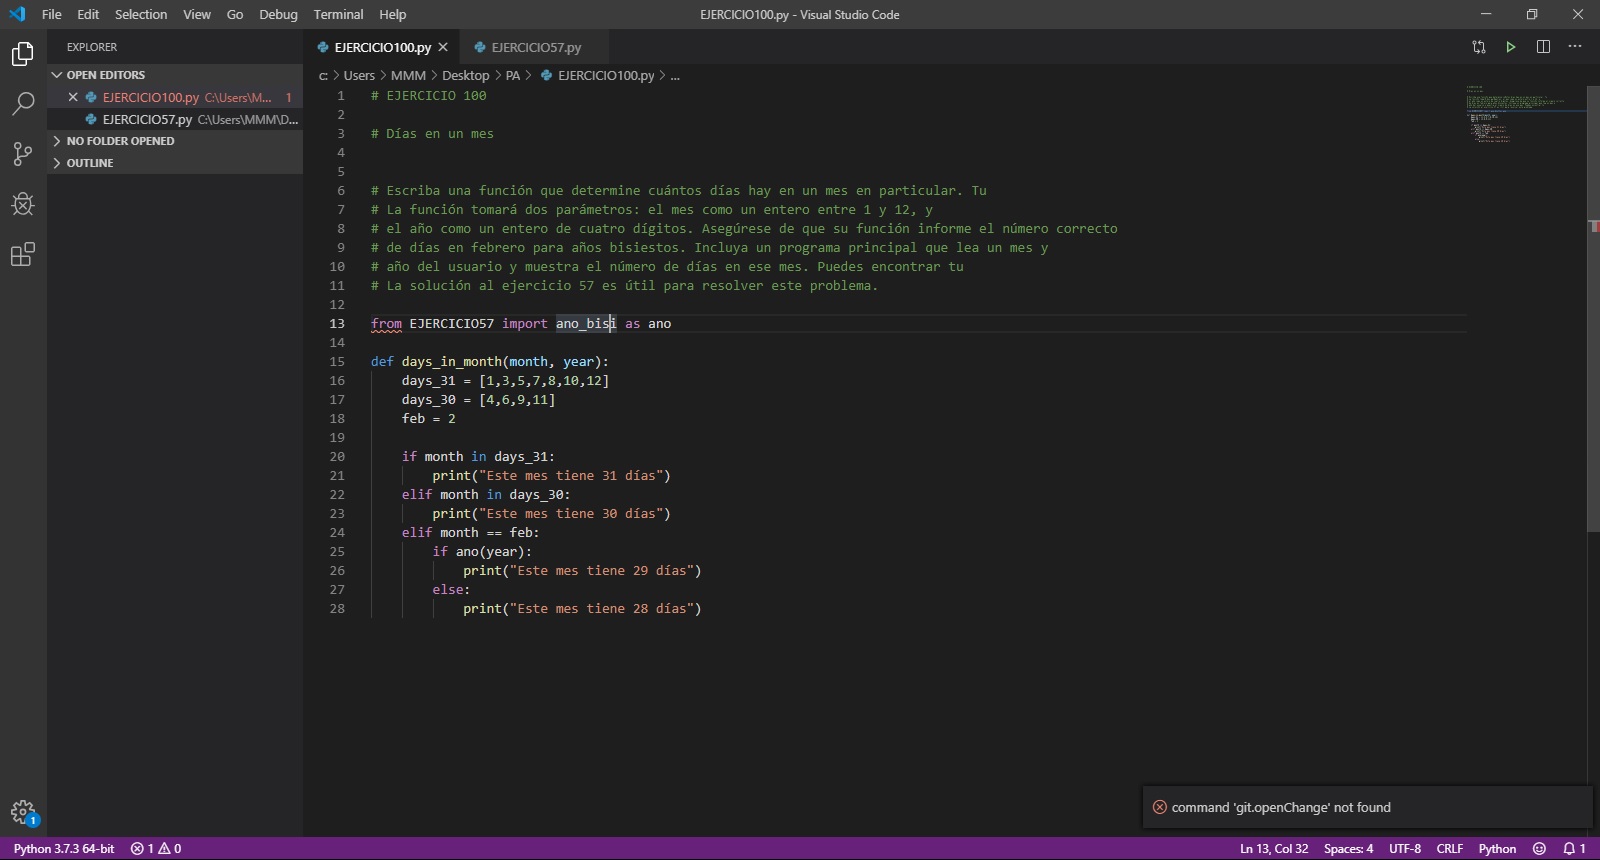 File Edit Selection View Go Debug Terminal Help
EJERCICIO100.py - Visual Studio Code
EXPLORER
OPEN EDITORS
EJERCICIO100.py C:\Users\M... 1
EJERCICIO57.py C:\Users\MMM\D...
NO FOLDER OPENED
OUTLINE
EJERCICIO100.py
EJERCICIO57.py
C: > Users > MMM > Desktop > PA > EJERCICIO100.py > ...
1 # EJERCICIO 100
2
3 # Días en un mes
4
5
6 # Escriba una función que determine cuántos días hay en un mes en particular. Tu
7 # La función tomará dos parámetros: el mes como un entero entre 1 y 12, y
8 # el año como un entero de cuatro dígitos. Asegúrese de que su función informe el número correcto
9 # de días en febrero para años bisiestos. Incluya un programa principal que lea un mes y
10 # año del usuario y muestra el número de días en ese mes. Puedes encontrar tu
11 # La solución al ejercicio 57 es útil para resolver este problema.
12
13 from EJERCICIO57 import ano_bisi as ano
14
15 def days_in_month(month, year):
16 days_31 = [1,3,5,7,8,10,12]
17 days_30 = [4,6,9,11]
18 feb = 2
19
20 if month in days_31:
21 print("Este mes tiene 31 días")
22 elif month in days_30:
23 print("Este mes tiene 30 días")
24 elif month == feb:
25 if ano(year):
26 print("Este mes tiene 29 días")
27 else:
28 print("Este mes tiene 28 días")
command 'git.openChange' not found
1
Python 3.7.3 64-bit 1 0 Ln 13, Col 32 Spaces: 4 UTF-8 CRLF Python 1